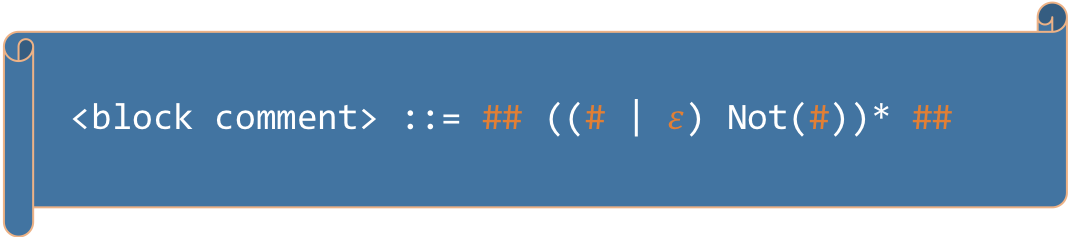 <block comment> ::= ## ((# | ε) Not(#))* ##